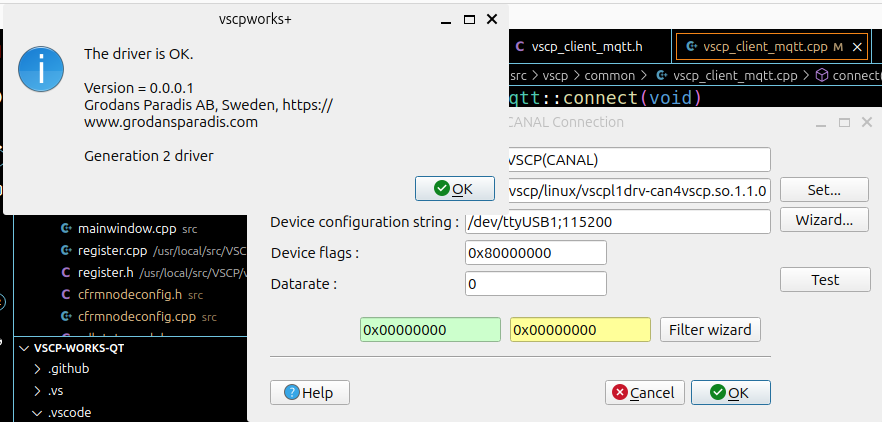 vscpworks+
The driver is OK.
Version = 0.0.0.1
Grodans Paradis AB, Sweden, https://
www.grodansparadis.com
Generation 2 driver
OK
vscp_client_mqtt.h
vscp_client_mqtt.cpp M
src > vscp > common > vscp_client_mqtt.cpp > connect(
qtt::connect(void)
CANAL Connection
VSCP(CANAL)
vscp/linux/vscpl1drv-can4vscp.so.1.1.0
Set...
Device configuration string :
/dev/ttyUSB1;115200
Wizard...
Device flags :
0x80000000
Datarate :
0
Test
0x00000000
0x00000000
Filter wizard
Help
Cancel
OK
mainwindow.cpp src
register.cpp /usr/local/src/VSC
register.h /usr/local/src/VSCP/v
cfrmnodeconfig.h src
cfrmnodeconfig.cpp src
VSCP-WORKS-QT
.github
.vs
.vscode